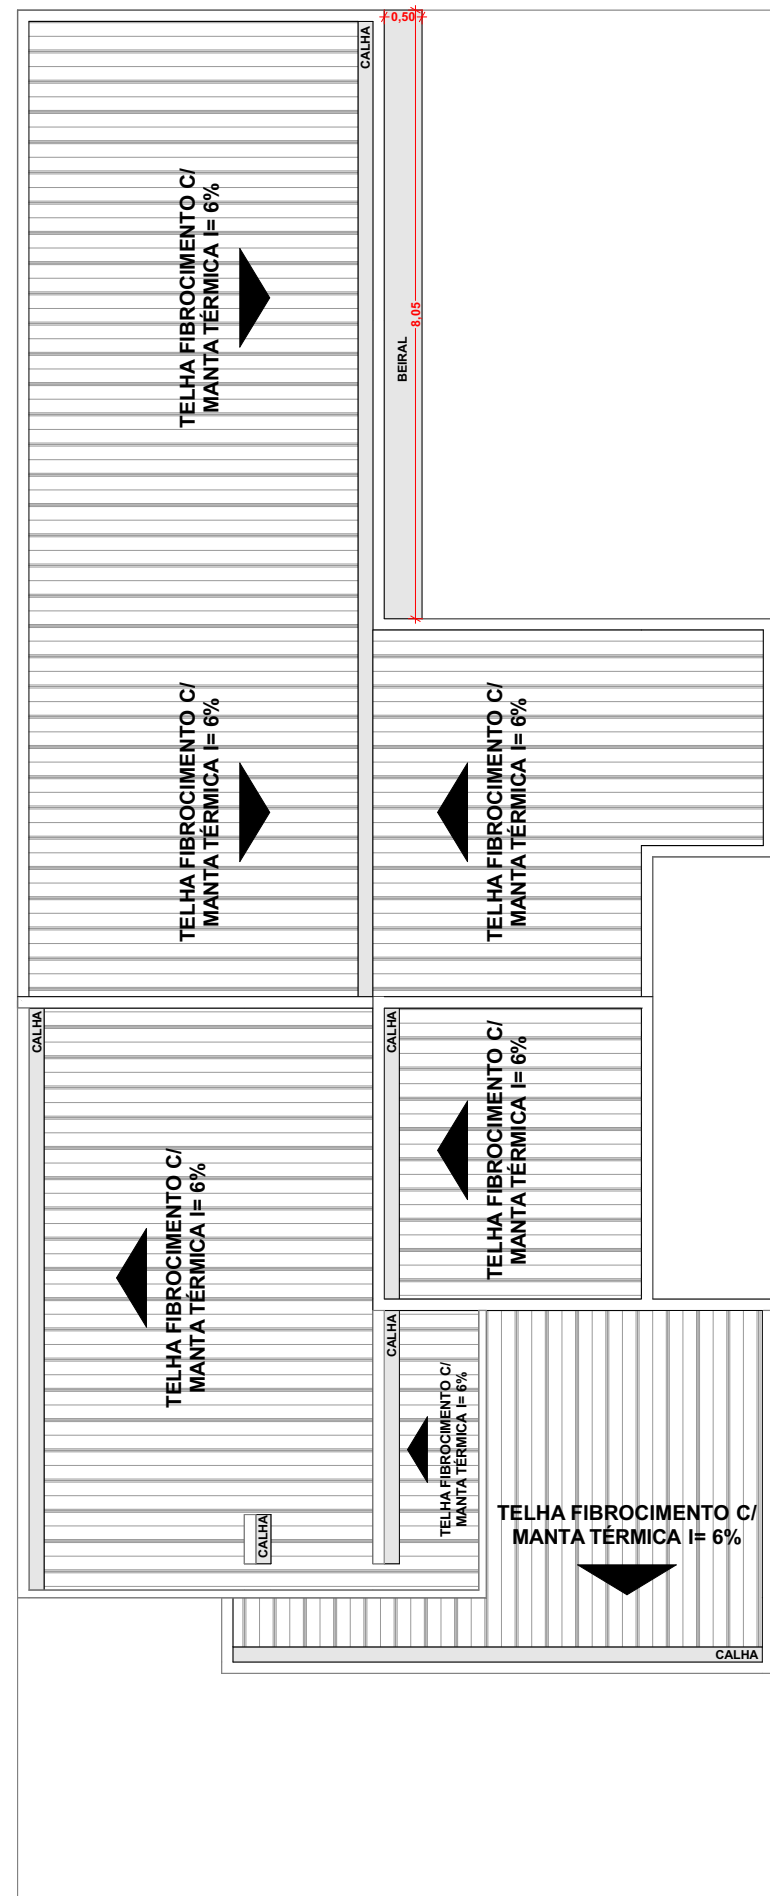 0,50
CALHA
TELHA FIBROCIMENTO C/
MANTA TÉRMICA I= 6%
8,05
BEIRAL
TELHA FIBROCIMENTO C/
MANTA TÉRMICA I= 6%
TELHA FIBROCIMENTO C/
MANTA TÉRMICA I= 6%
CALHA
CALHA
TELHA FIBROCIMENTO C/
MANTA TÉRMICA I= 6%
TELHA FIBROCIMENTO C/
MANTA TÉRMICA I= 6%
CALHA
TELHA FIBROCIMENTO C/
MANTA TÉRMICA I= 6%
TELHA FIBROCIMENTO C/
MANTA TÉRMICA I= 6%
CALHA
CALHA